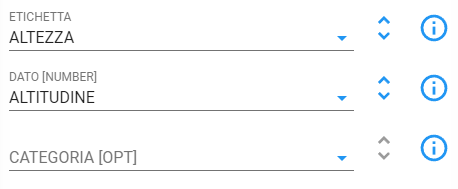 ETICHETTA
ALTEZZA
DATO [NUMBER]
ALTITUDINE
CATEGORIA [OPT]